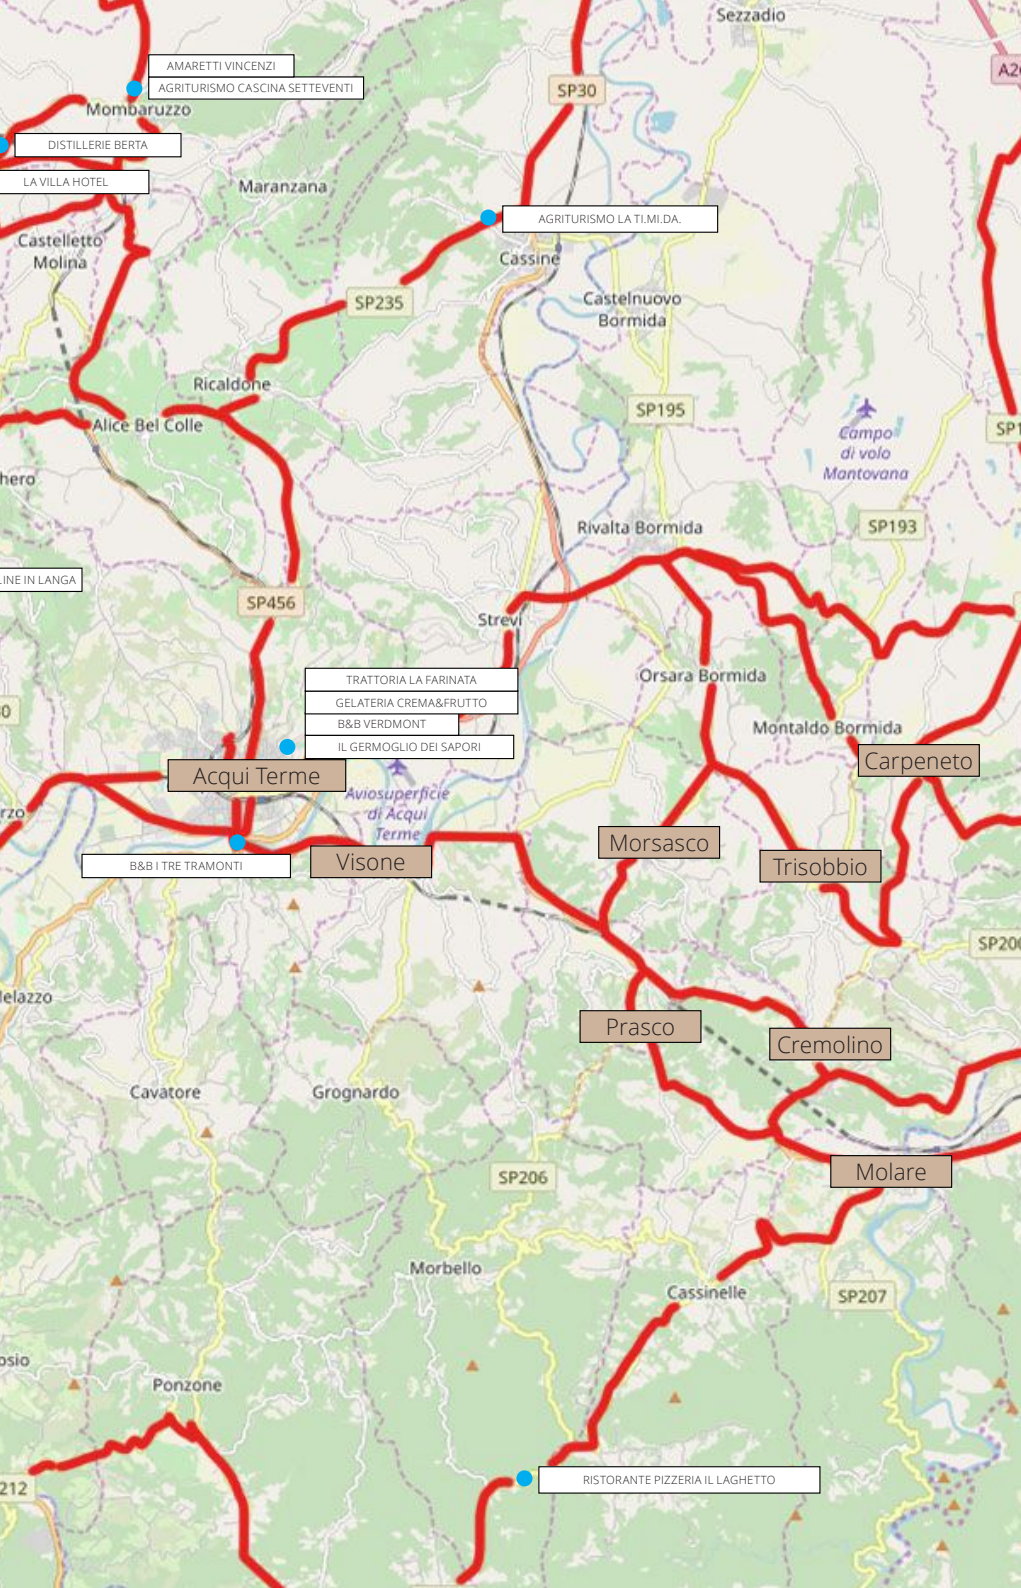 Sezzadio
AMARETTI VINCENZI
AGRITURISMO CASCINA SETTEVENTI
SP30
Mombaruzzo
DISTILLERIE BERTA
LA VILLA HOTEL
Maranzana
AGRITURISMO LA TI.MI.DA.
Castelletto
Molina
Cassine
SP235
Castelnuovo
Bormida
Ricaldone
SP195
Alice Bel Colle
Campo
di volo
Mantovana
SP193
Rivalta Bormida
LINE IN LANGA
SP456
Strevi
TRATTORIA LA FARINATA
GELATERIA CREMA&FRUTTO
B&B VERDMONT
IL GERMOGLIO DEI SAPORI
Orsara Bormida
Montaldo Bormida
Carpeneto
Acqui Terme
Aviosuperficie
di Acqui
Terme
Morsasco
Visone
B&B I TRE TRAMONTI
Trisobbio
SP200
Prasco
Cremolino
Cavatore
Grognardo
SP206
Molare
Morbello
Cassinelle
SP207
Ponzone
RISTORANTE PIZZERIA IL LAGHETTO
212